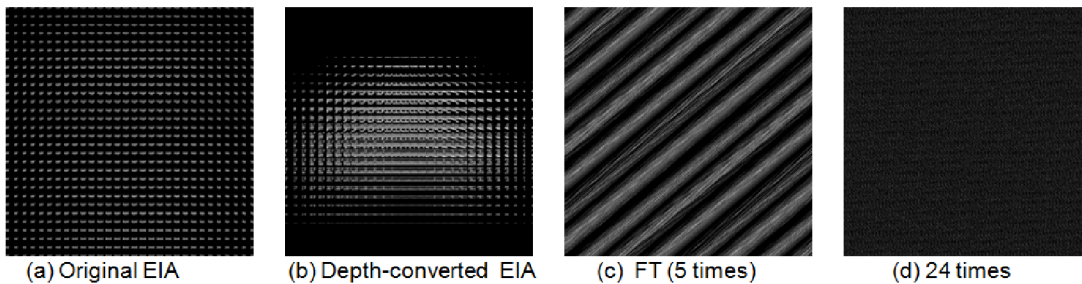 (a) Original EIA
(b) Depth-converted EIA
(c) FT (5 times)
(d) 24 times